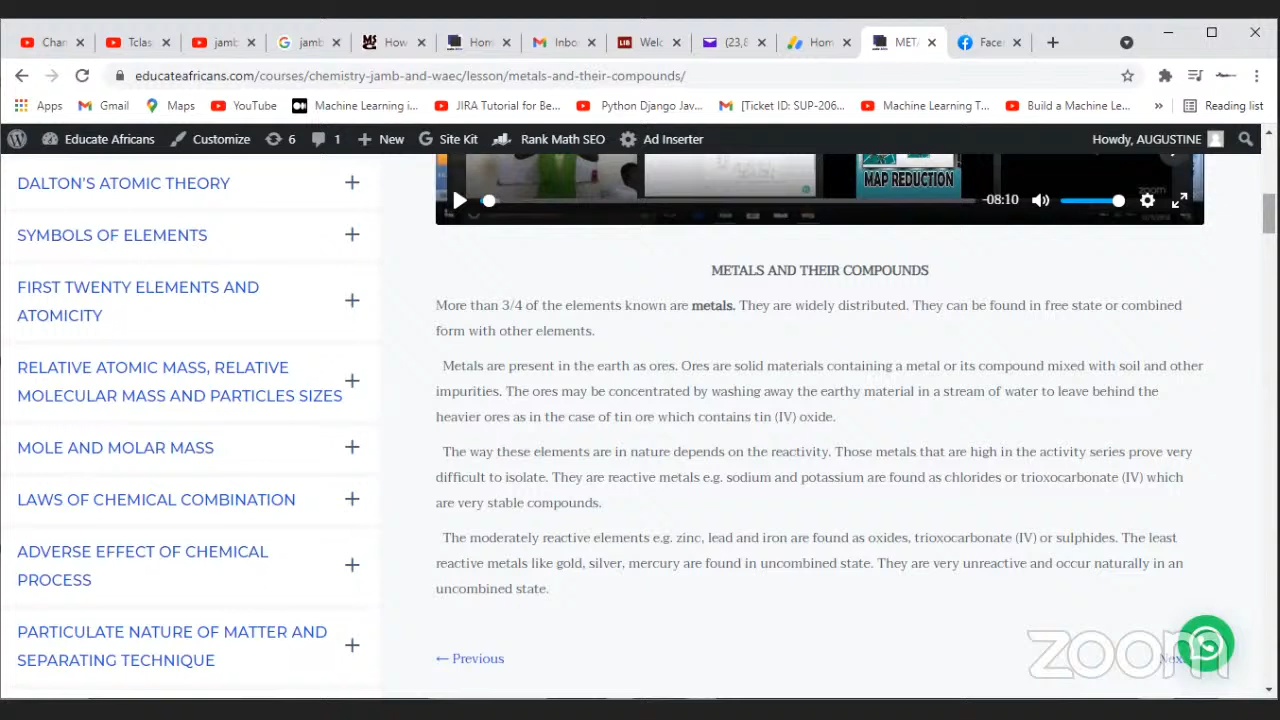 Chan
Tclas
jamb
jamb
How
Hom
Inbo
Welc
(23,8
Hom
META
Face
educateafricans.com/courses/chemistry-jamb-and-waec/lesson/metals-and-their-compounds/
Apps
Gmail
Maps
YouTube
Machine Learning i...
JIRA Tutorial for Be...
Python Django Jav...
[Ticket ID: SUP-206...
Machine Learning T...
Build a Machine Le...
»
Reading list
Educate Africans
Customize
6
1
New
Site Kit
Rank Math SEO
Ad Inserter
Howdy, AUGUSTINE
DALTON'S ATOMIC THEORY
SYMBOLS OF ELEMENTS
FIRST TWENTY ELEMENTS AND
ATOMICITY
RELATIVE ATOMIC MASS, RELATIVE
MOLECULAR MASS AND PARTICLES SIZES
MOLE AND MOLAR MASS
LAWS OF CHEMICAL COMBINATION
ADVERSE EFFECT OF CHEMICAL
PROCESS
PARTICULATE NATURE OF MATTER AND
SEPARATING TECHNIQUE
MAP REDUCTION
zoom
-08:10
METALS AND THEIR COMPOUNDS
More than 3/4 of the elements known are metals. They are widely distributed. They can be found in free state or combined
form with other elements.
Metals are present in the earth as ores. Ores are solid materials containing a metal or its compound mixed with soil and other
impurities. The ores may be concentrated by washing away the earthy material in a stream of water to leave behind the
heavier ores as in the case of tin ore which contains tin (IV) oxide.
The way these elements are in nature depends on the reactivity. Those metals that are high in the activity series prove very
difficult to isolate. They are reactive metals e.g. sodium and potassium are found as chlorides or trioxocarbonate (IV) which
are very stable compounds.
The moderately reactive elements e.g. zinc, lead and iron are found as oxides, trioxocarbonate (IV) or sulphides. The least
reactive metals like gold, silver, mercury are found in uncombined state. They are very unreactive and occur naturally in an
uncombined state.
← Previous
Next
zoom